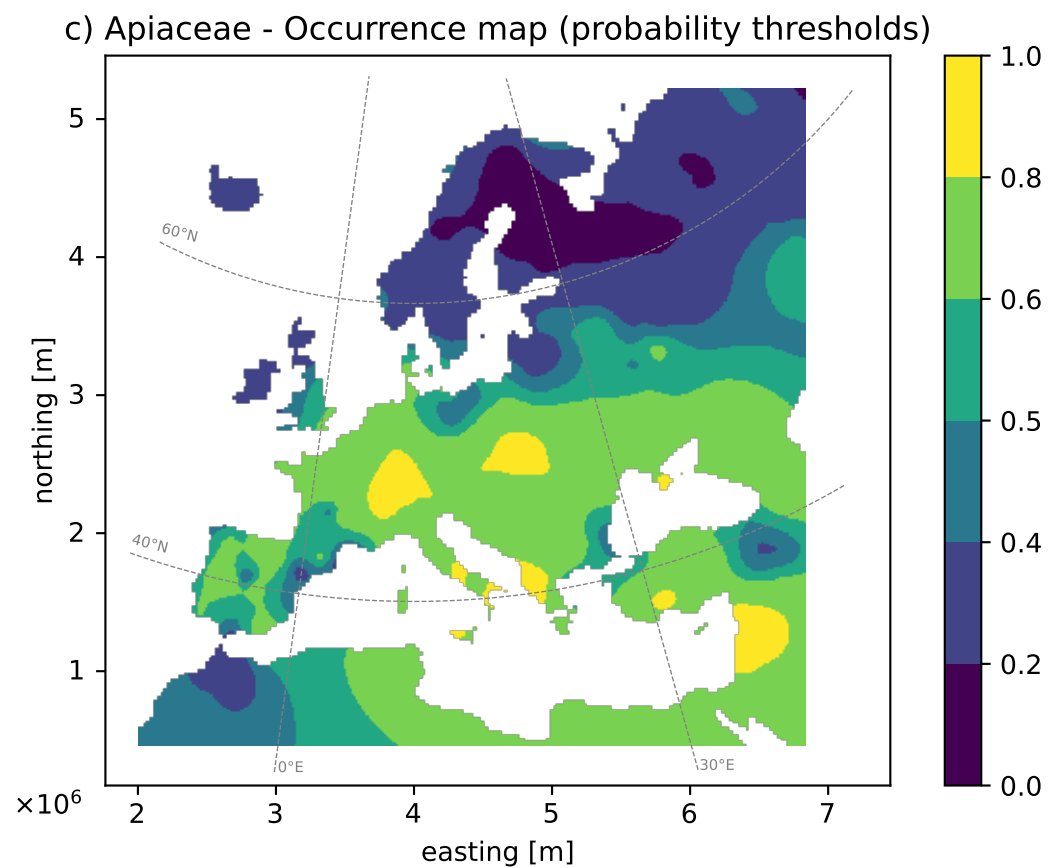 c) Apiaceae - Occurrence map (probability thresholds)
1.0
0.8
0.6
0.5
0.4
0.2
0.0
5
4
3
2
1
northing [m]
60°N
40°N
0°E
30°E
×10⁶
2 3 4 5 6 7
easting [m]